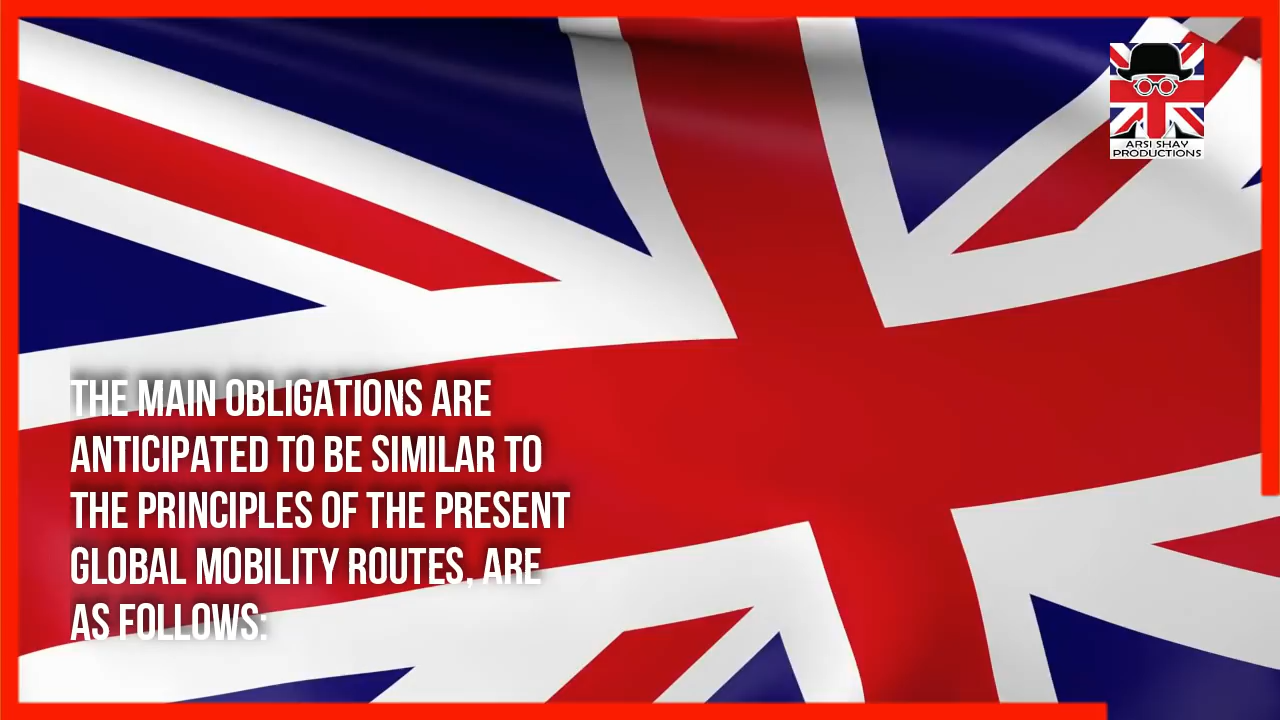 ARSI SHAY
PRODUCTIONS
THE MAIN OBLIGATIONS ARE
ANTICIPATED TO BE SIMILAR TO
THE PRINCIPLES OF THE PRESENT
GLOBAL MOBILITY ROUTES, ARE
AS FOLLOWS: